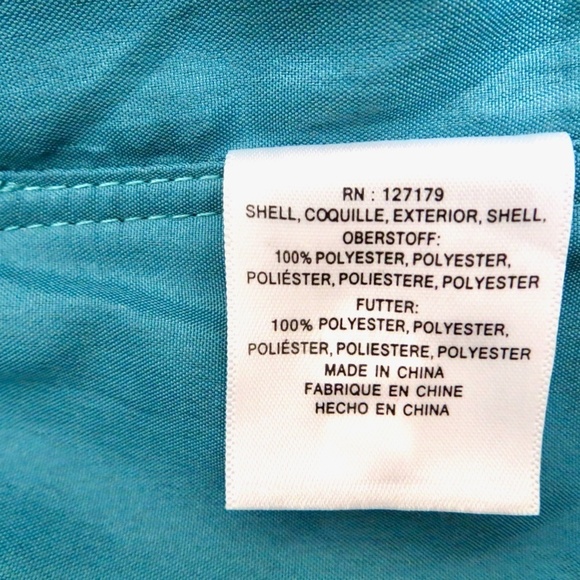 RN : 127179
SHELL, COQUILLE, EXTERIOR, SHELL,
OBERSTOFF:
100% POLYESTER, POLYESTER,
POLIÉSTER, POLIESTERE, POLYESTER
FUTTER:
100% POLYESTER, POLYESTER,
POLIÉSTER, POLIESTERE, POLYESTER
MADE IN CHINA
FABRIQUE EN CHINE
HECHO EN CHINA